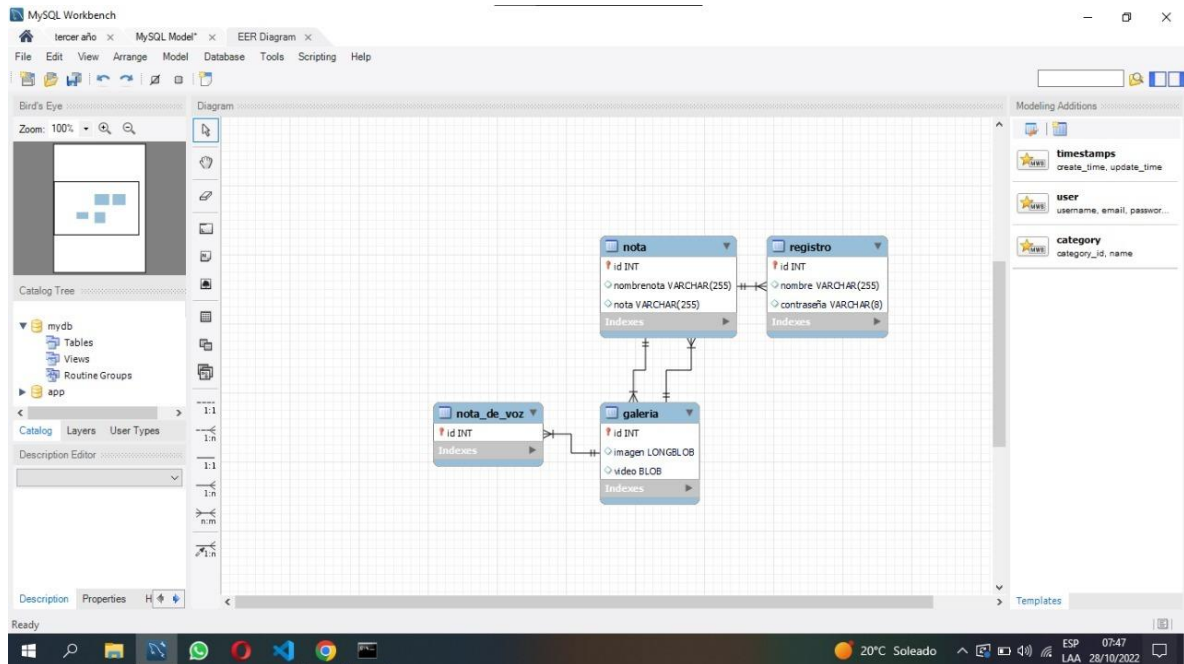 MySQL Workbench
tercer año × MySQL Model* × EER Diagram ×
File Edit View Arrange Model Database Tools Scripting Help
Bird's Eye
Zoom: 100%
Diagram
Modeling Additions
timestamps
create_time, update_time
user
username, email, passwor...
category
category_id, name
Catalog Tree
mydb
Tables
Views
Routine Groups
app
Catalog Layers User Types
Description Editor
Description Properties H
1:1
1:n
1:1
1:n
n:m
1:n
nota
id INT
nombrenota VARCHAR(255)
nota VARCHAR(255)
Indexes
registro
id INT
nombre VARCHAR(255)
contraseña VARCHAR(8)
Indexes
nota_de_voz
id INT
Indexes
galeria
id INT
imagen LONGBLOB
video BLOB
Indexes
Templates
Ready
20°C Soleado
ESP
LAA
07:47
28/10/2022